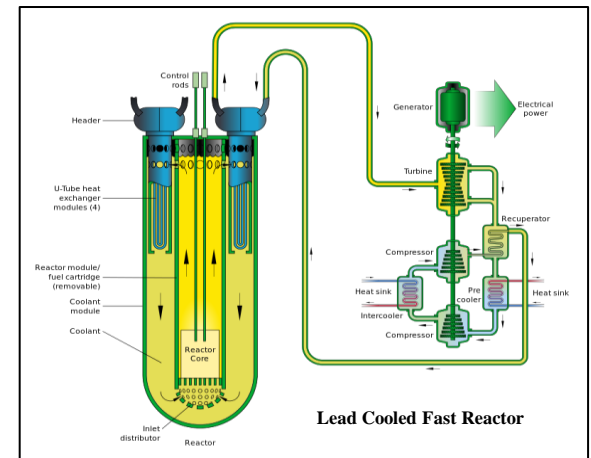 Control
rods
Header
U-Tube heat
exchanger
modules (4)
Reactor module/
fuel cartridge
(removable)
Coolant
module
Coolant
Reactor
Core
Inlet
distributor
Reactor
Generator
Electrical
power
Turbine
Recuperator
Compressor
Heat sink
Intercooler
Pre
cooler
Heat sink
Compressor
Lead Cooled Fast Reactor